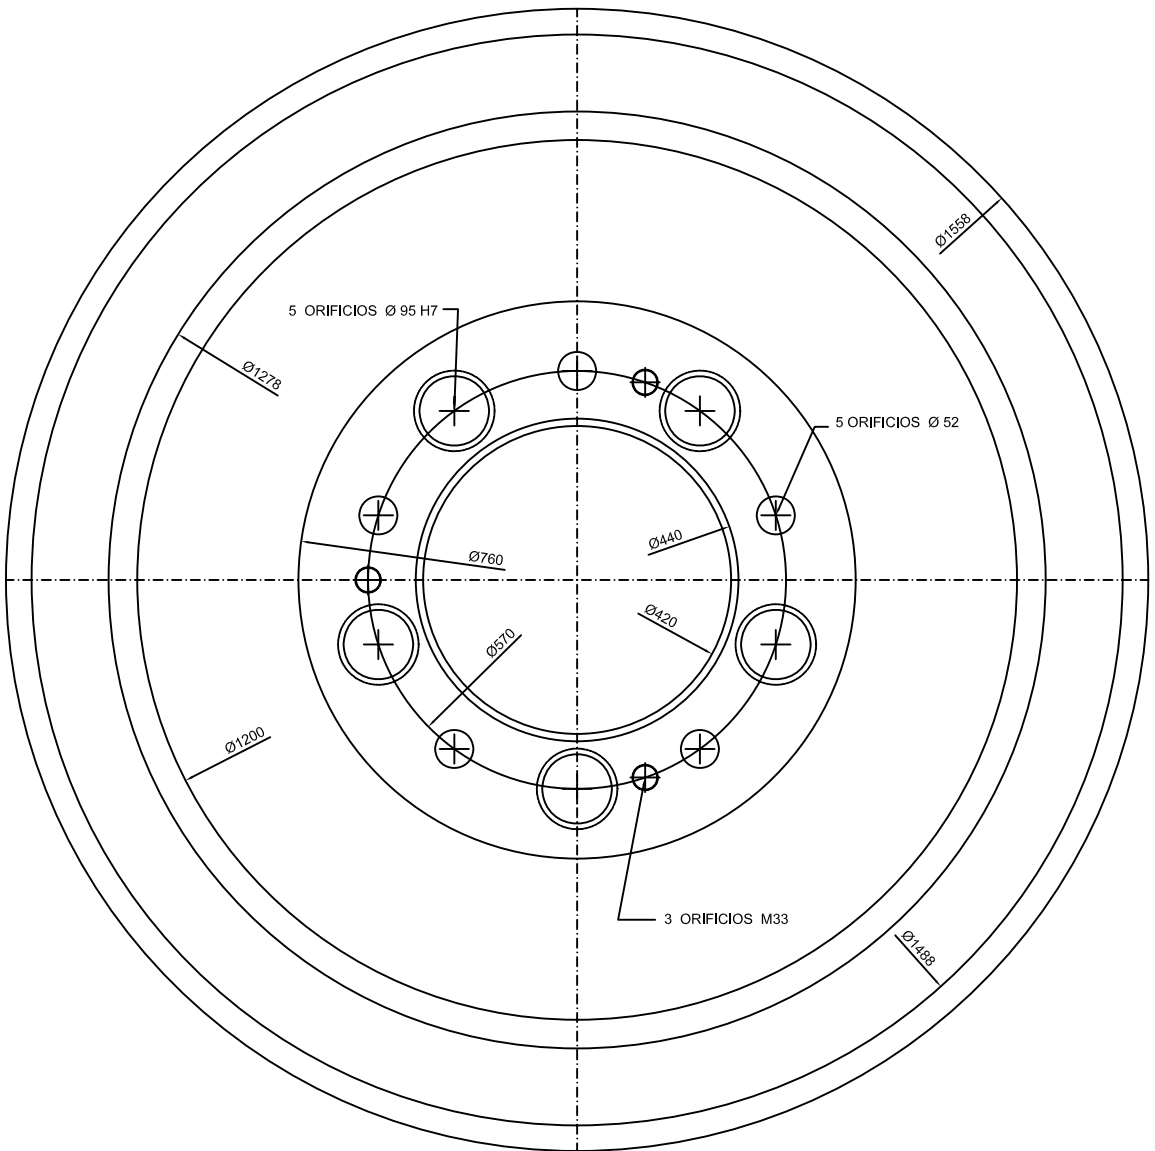 Ø1558
5 ORIFICIOS Ø 95 H7
Ø1278
5 ORIFICIOS Ø 52
Ø440
Ø760
Ø420
Ø570
Ø1200
3 ORIFICIOS M33
Ø1488